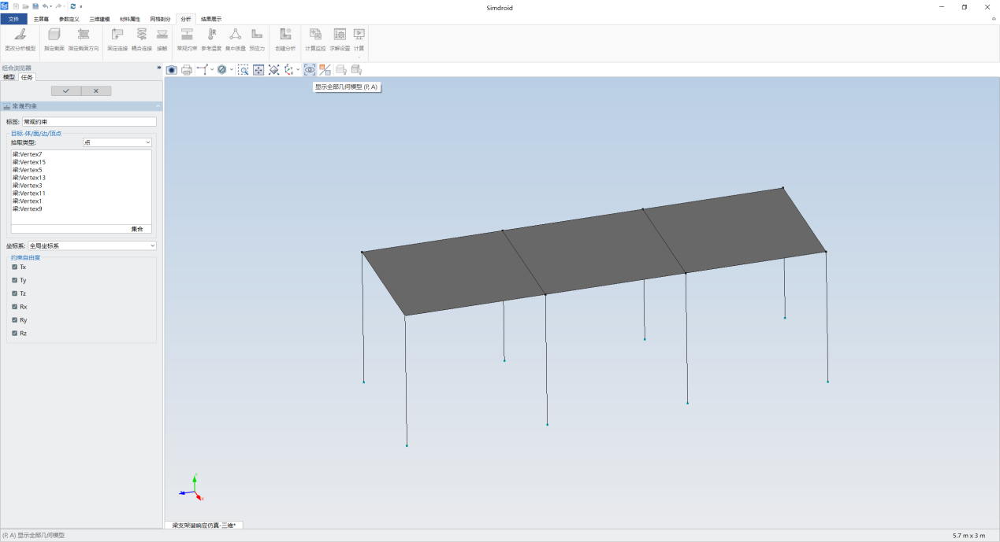 Simdroid
文件 主屏幕 参数定义 三维建模 材料属性 网格剖分 分析 结果展示
更改分析模型 指定截面 指定截面方向 固定连接 耦合连接 接触 常规约束 参考温度 集中质量 预应力 创建分析 计算监控 求解设置 计算
组合浏览器
模型 任务
显示全部几何模型 (P, A)
常规约束
标签: 常规约束
目标-体/面/边/顶点
拾取类型: 点
梁:Vertex7
梁:Vertex15
梁:Vertex5
梁:Vertex13
梁:Vertex3
梁:Vertex11
梁:Vertex1
梁:Vertex9
集合
坐标系: 全局坐标系
约束自由度
Tx
Ty
Tz
Rx
Ry
Rz
梁支架谐响应仿真-三维*
(P, A) 显示全部几何模型
5.7 m x 3 m